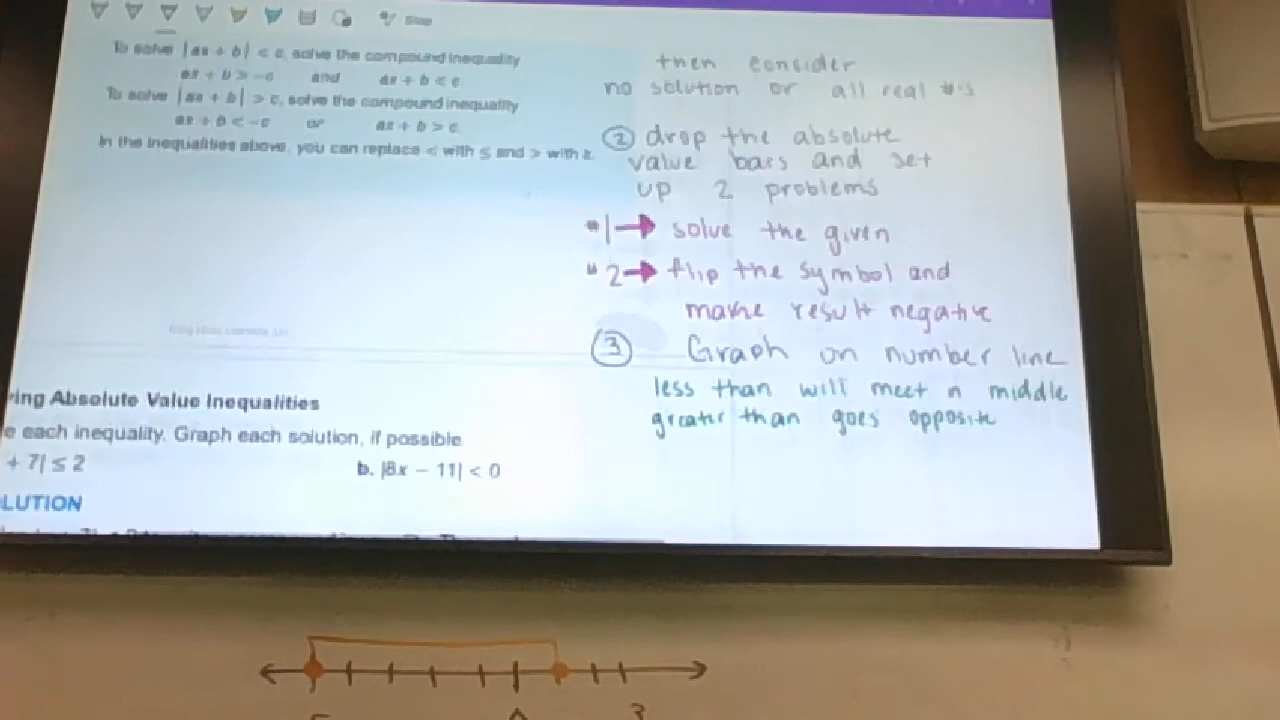 Stop
To solve |ax + b| < c, solve the compound inequality
ax + b > -c and ax + b < c.
To solve |ax + b| > c, solve the compound inequality
ax + b < -c or ax + b > c.
In the inequalities above, you can replace < with ≤ and > with ≥.
ring Absolute Value Inequalities
e each inequality. Graph each solution, if possible.
+ 7| ≤ 2
b. |8x - 11| < 0
LUTION
then consider
no solution or all real #'s
② drop the absolute
value bars and set
up 2 problems
#1→ solve the given
#2→ flip the symbol and
make result negative
③ Graph on number line
less than will meet n middle
greater than goes opposite